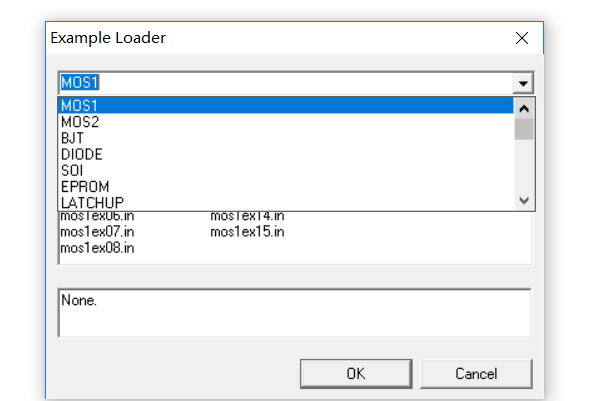 Example Loader
MOS1
MOS1
MOS2
BJT
DIODE
SOI
EPROM
LATCHUP
mos1ex06.in mos1ex14.in
mos1ex07.in mos1ex15.in
mos1ex08.in
None.
OK Cancel